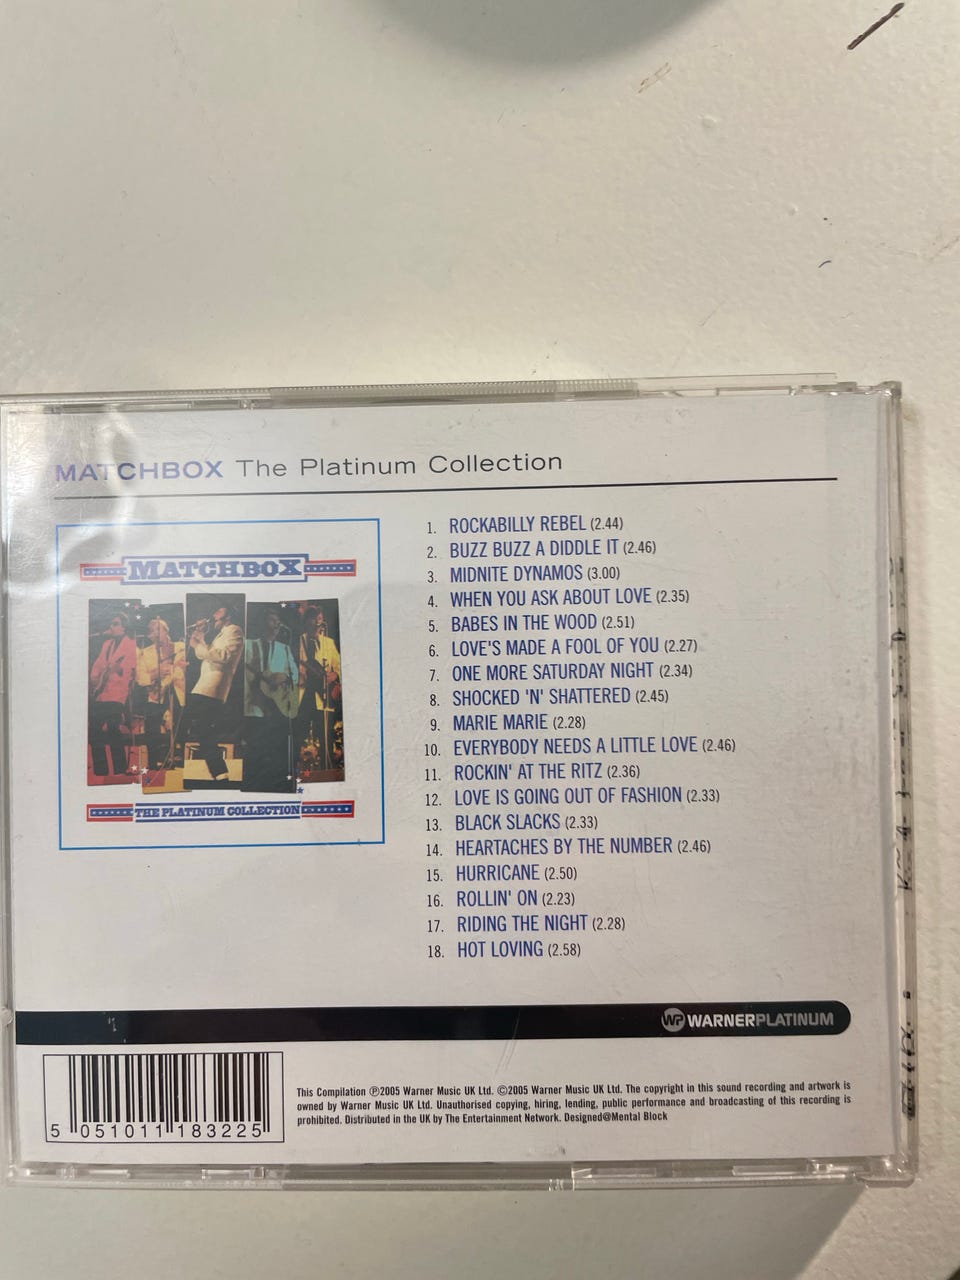 MATCHBOX The Platinum Collection
MATCHBOX
THE PLATINUM COLLECTION
1. ROCKABILLY REBEL (2.44)
2. BUZZ BUZZ A DIDDLE IT (2.46)
3. MIDNITE DYNAMOS (3.00)
4. WHEN YOU ASK ABOUT LOVE (2.35)
5. BABES IN THE WOOD (2.51)
6. LOVE'S MADE A FOOL OF YOU (2.27)
7. ONE MORE SATURDAY NIGHT (2.34)
8. SHOCKED 'N' SHATTERED (2.45)
9. MARIE MARIE (2.28)
10. EVERYBODY NEEDS A LITTLE LOVE (2.46)
11. ROCKIN' AT THE RITZ (2.36)
12. LOVE IS GOING OUT OF FASHION (2.33)
13. BLACK SLACKS (2.33)
14. HEARTACHES BY THE NUMBER (2.46)
15. HURRICANE (2.50)
16. ROLLIN' ON (2.23)
17. RIDING THE NIGHT (2.28)
18. HOT LOVING (2.58)
WP WARNERPLATINUM
5 051011 183225
This Compilation ℗2005 Warner Music UK Ltd. ©2005 Warner Music UK Ltd. The copyright in this sound recording and artwork is
owned by Warner Music UK Ltd. Unauthorised copying, hiring, lending, public performance and broadcasting of this recording is
prohibited. Distributed in the UK by The Entertainment Network. Designed@Mental Block